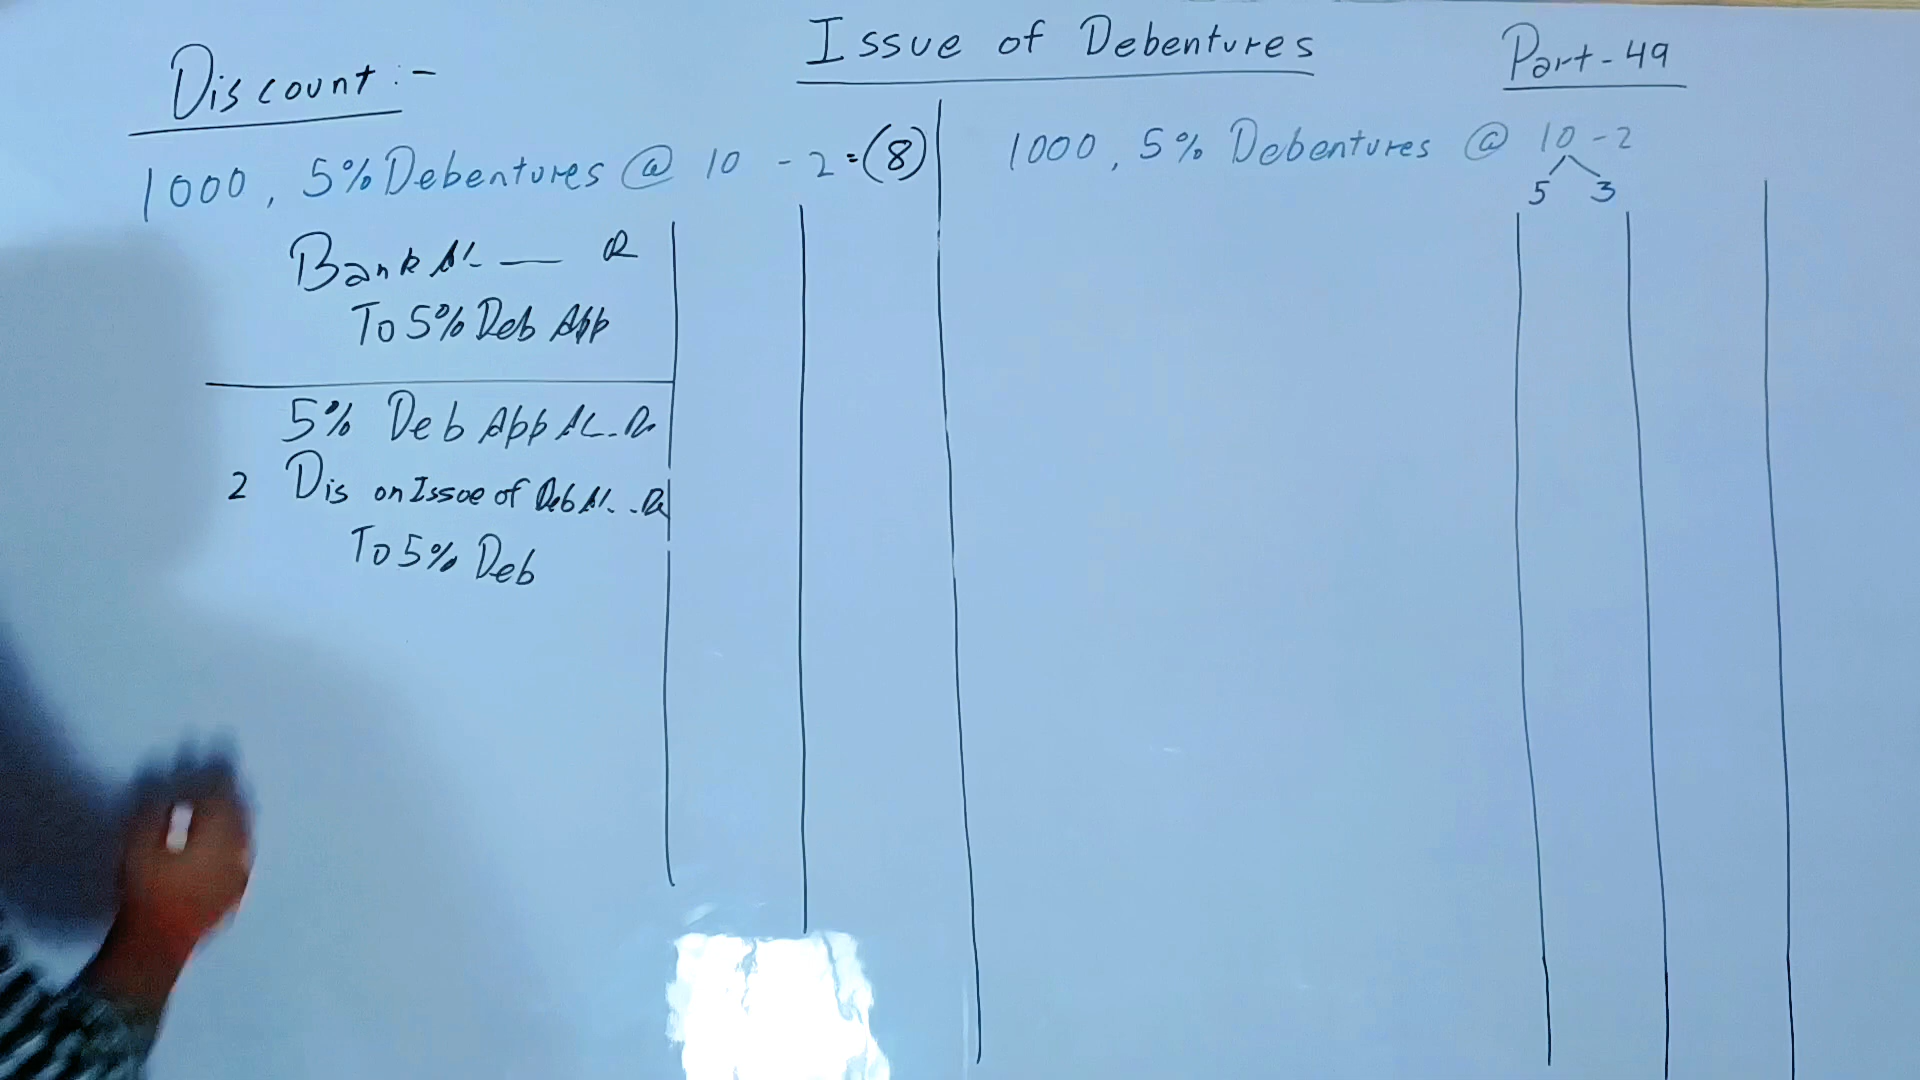 Issue of Debentures
Part-49
Discount :-
1000, 5% Debentures @ 10 - 2 = (8)
Bank A/- — Dr
To 5% Deb App
5% Deb App A/c - Dr
2 Dis on Issue of Deb A/- - Dr
To 5% Deb
1000, 5% Debentures @ 10 - 2
5 3